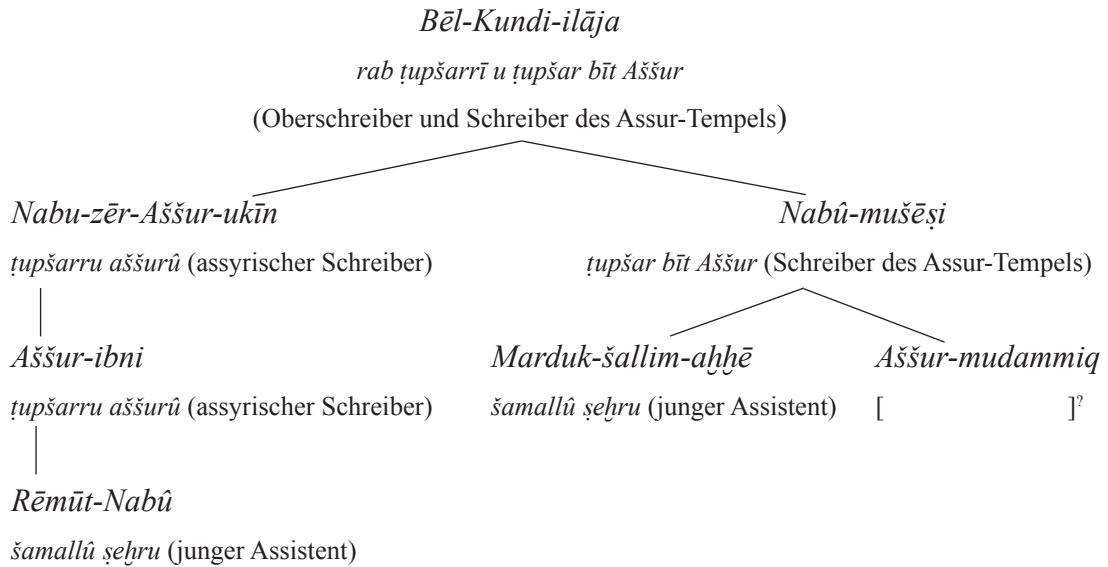 Bēl-Kundi-ilāja
rab ṭupšarrī u ṭupšar bīt Aššur
(Oberschreiber und Schreiber des Assur-Tempels)
Nabu-zēr-Aššur-ukīn Nabû-mušēṣi
ṭupšarru aššurû (assyrischer Schreiber) ṭupšar bīt Aššur (Schreiber des Assur-Tempels)
Aššur-ibni Marduk-šallim-aḫḫē Aššur-mudammiq
ṭupšarru aššurû (assyrischer Schreiber) šamallû ṣeḫru (junger Assistent) [ ]?
Rēmūt-Nabû
šamallû ṣeḫru (junger Assistent)